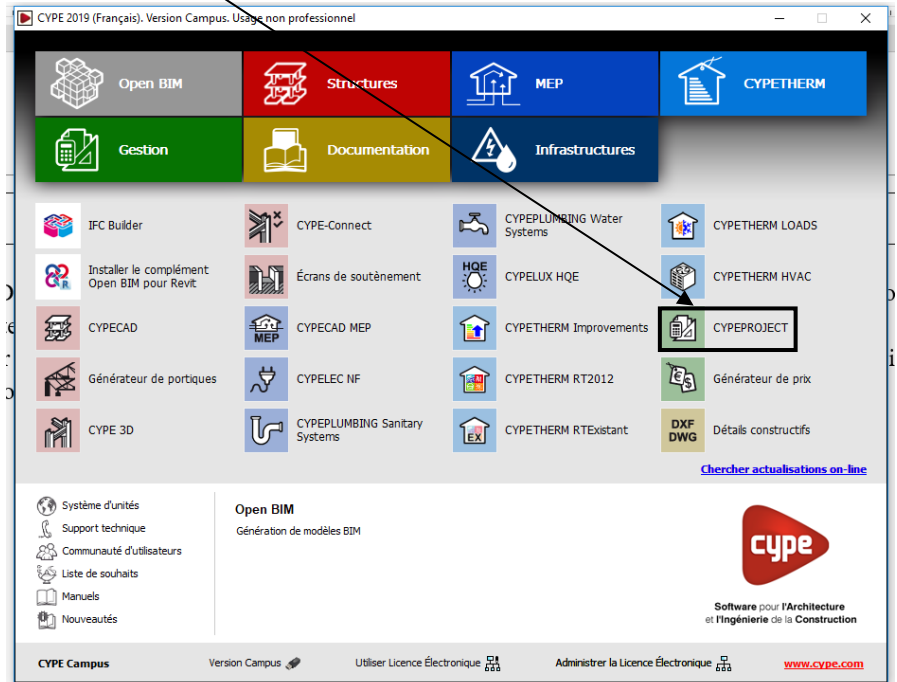 CYPE 2019 (Français). Version Campus. Usage non professionnel
Open BIM
Structures
MEP
CYPETHERM
Gestion
Documentation
Infrastructures
IFC Builder
CYPE-Connect
CYPEPLUMBING Water
Systems
CYPETHERM LOADS
R
Installer le complément
Open BIM pour Revit
Écrans de soutènement
HQE
CYPELUX HQE
CYPETHERM HVAC
CYPECAD
MEP
CYPECAD MEP
CYPETHERM Improvements
CYPEPROJECT
Générateur de portiques
CYPELEC NF
CYPETHERM RT2012
€ $
Générateur de prix
CYPE 3D
CYPEPLUMBING Sanitary
Systems
EX
CYPETHERM RTExistant
DXF
DWG
Détails constructifs
Chercher actualisations on-line
Système d'unités
Support technique
Communauté d'utilisateurs
Liste de souhaits
Manuels
Nouveautés
Open BIM
Génération de modèles BIM
cype
Software pour l'Architecture
et l'Ingénierie de la Construction
CYPE Campus
Version Campus
Utiliser Licence Électronique
Administrer la Licence Électronique
www.cype.com